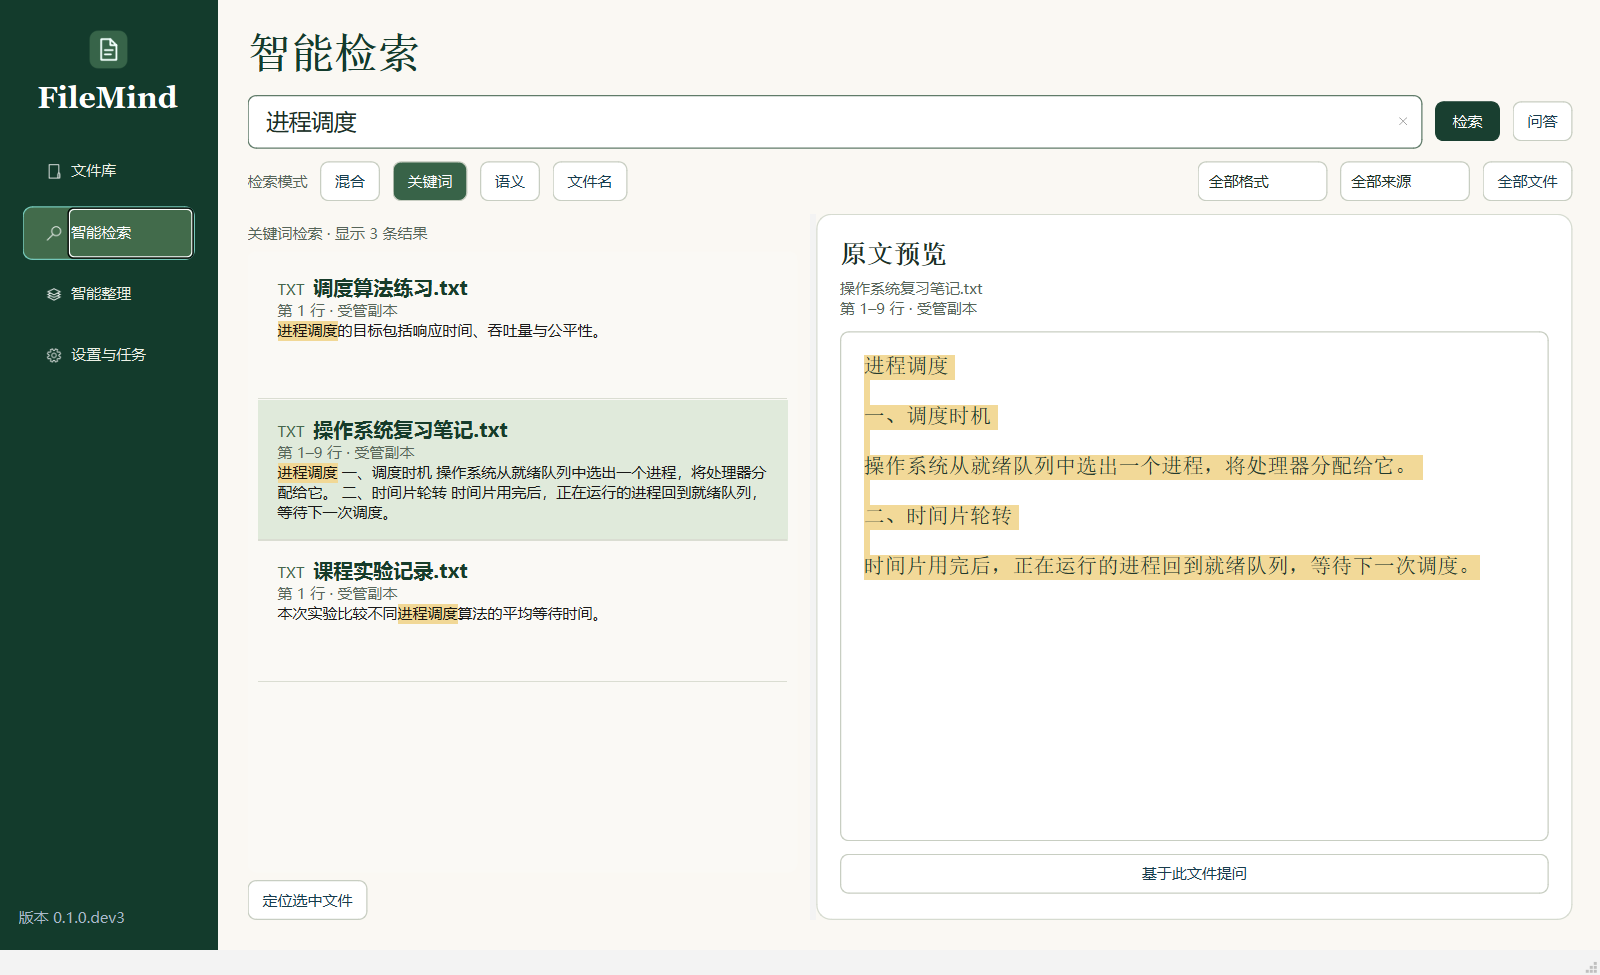 FileMind
文件库
智能检索
智能整理
设置与任务
版本 0.1.0.dev3
智能检索
进程调度
×
检索
问答
检索模式
混合
关键词
语义
文件名
全部格式
全部来源
全部文件
关键词检索 · 显示 3 条结果
TXT 调度算法练习.txt
第 1 行 · 受管副本
进程调度的目标包括响应时间、吞吐量与公平性。
TXT 操作系统复习笔记.txt
第 1–9 行 · 受管副本
进程调度 一、调度时机 操作系统从就绪队列中选出一个进程，将处理器分
配给它。 二、时间片轮转 时间片用完后，正在运行的进程回到就绪队列，
等待下一次调度。
TXT 课程实验记录.txt
第 1 行 · 受管副本
本次实验比较不同进程调度算法的平均等待时间。
定位选中文件
原文预览
操作系统复习笔记.txt
第 1–9 行 · 受管副本
进程调度
一、调度时机
操作系统从就绪队列中选出一个进程，将处理器分配给它。
二、时间片轮转
时间片用完后，正在运行的进程回到就绪队列，等待下一次调度。
基于此文件提问